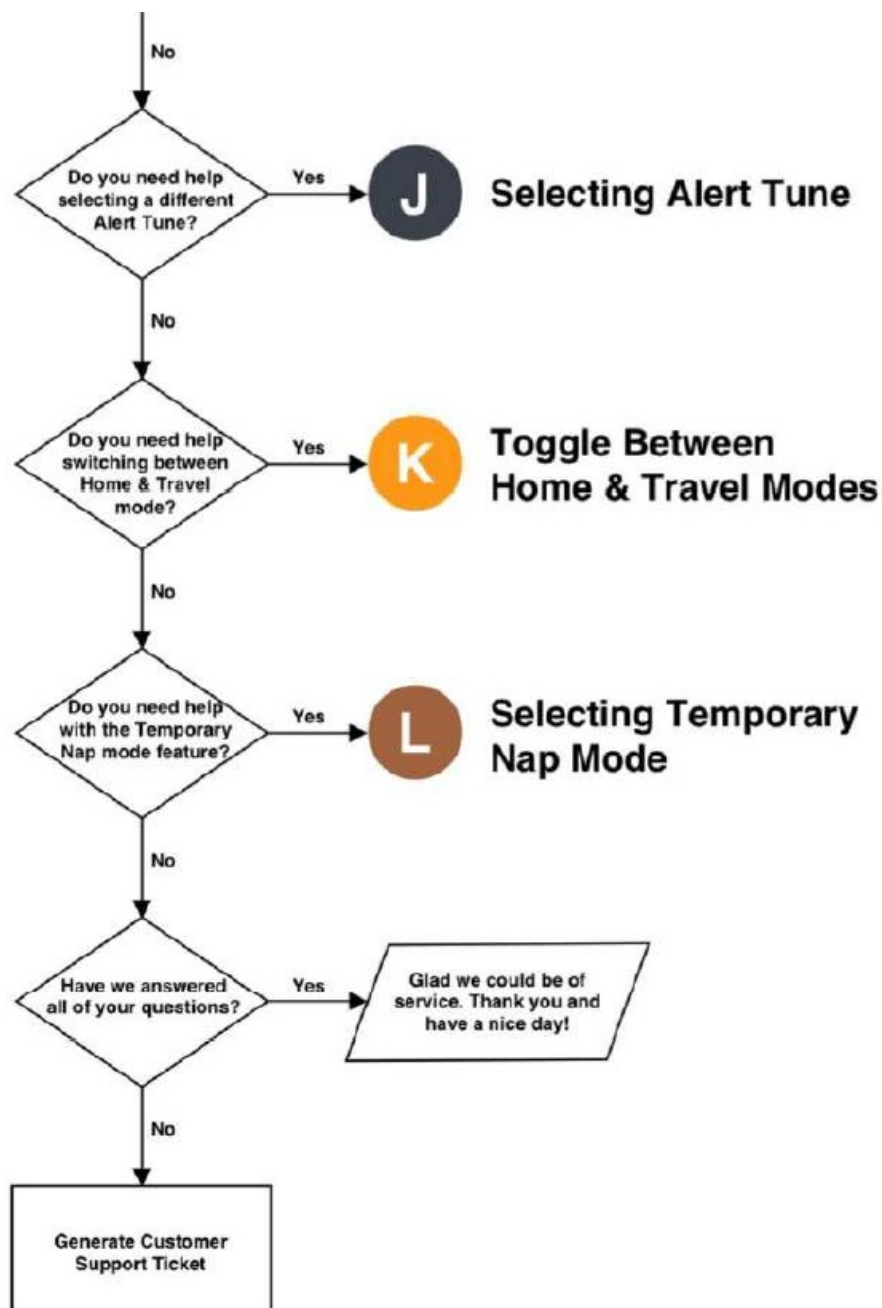 No
Do you need help
selecting a different
Alert Tune?
Yes
J
Selecting Alert Tune
No
Do you need help
switching between
Home & Travel
mode?
Yes
K
Toggle Between
Home & Travel Modes
No
Do you need help
with the Temporary
Nap mode feature?
Yes
L
Selecting Temporary
Nap Mode
No
Have we answered
all of your questions?
Yes
Glad we could be of
service. Thank you and
have a nice day!
No
Generate Customer
Support Ticket